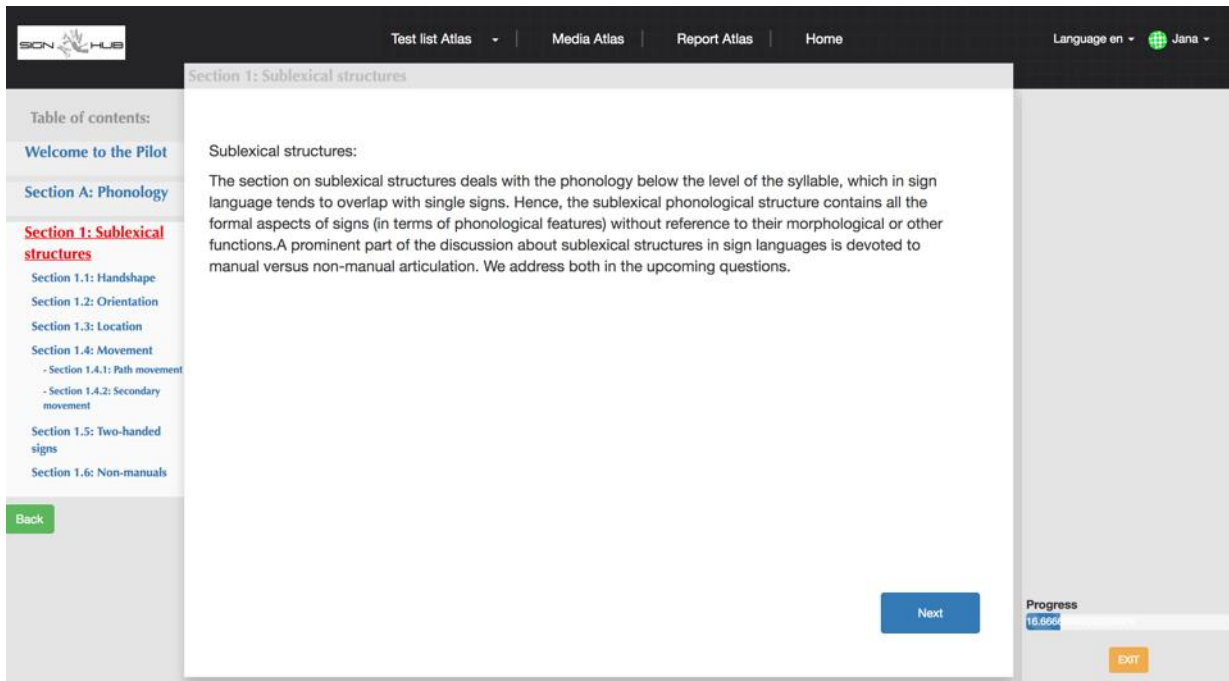 SIGN HUB
Test list Atlas
Media Atlas
Report Atlas
Home
Language en
Jana
Section 1: Sublexical structures
Table of contents:
Welcome to the Pilot
Section A: Phonology
Section 1: Sublexical
structures
Section 1.1: Handshape
Section 1.2: Orientation
Section 1.3: Location
Section 1.4: Movement
- Section 1.4.1: Path movement
- Section 1.4.2: Secondary
movement
Section 1.5: Two-handed
signs
Section 1.6: Non-manuals
Back
Sublexical structures:
The section on sublexical structures deals with the phonology below the level of the syllable, which in sign
language tends to overlap with single signs. Hence, the sublexical phonological structure contains all the
formal aspects of signs (in terms of phonological features) without reference to their morphological or other
functions.A prominent part of the discussion about sublexical structures in sign languages is devoted to
manual versus non-manual articulation. We address both in the upcoming questions.
Next
Progress
16.666
EXIT